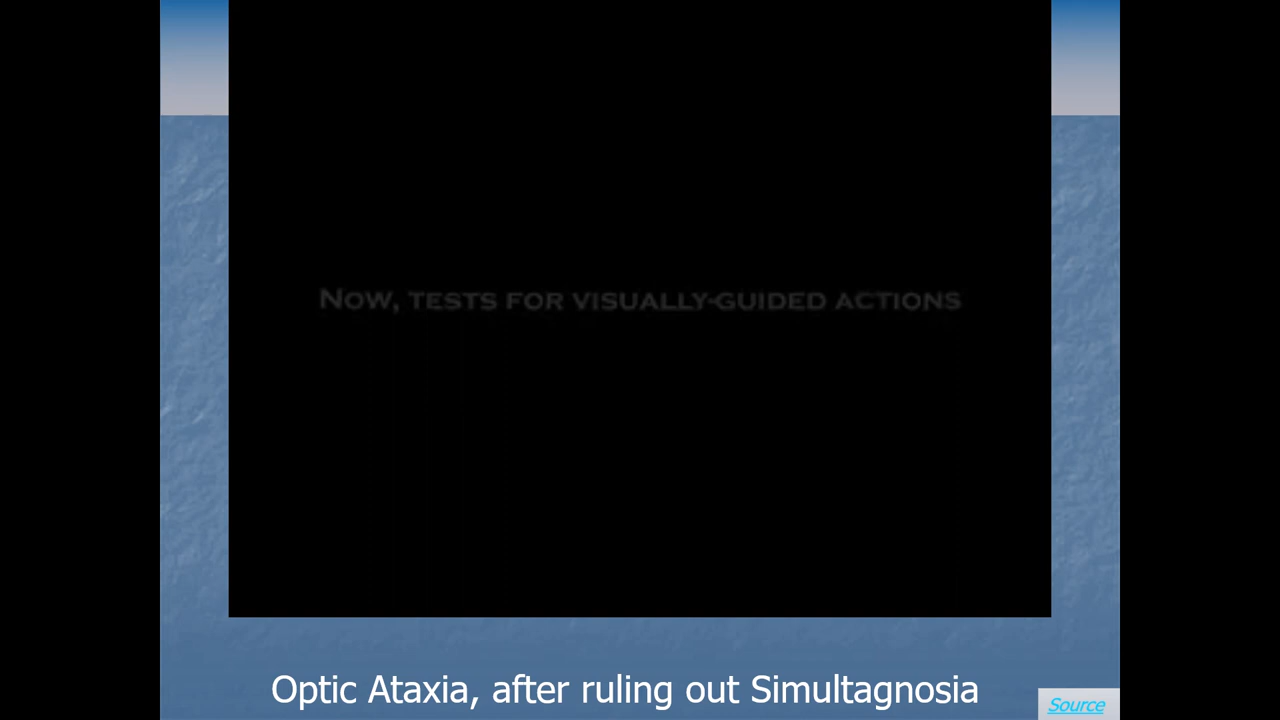 Now, tests for visually-guided actions
Optic Ataxia, after ruling out Simultagnosia
Source